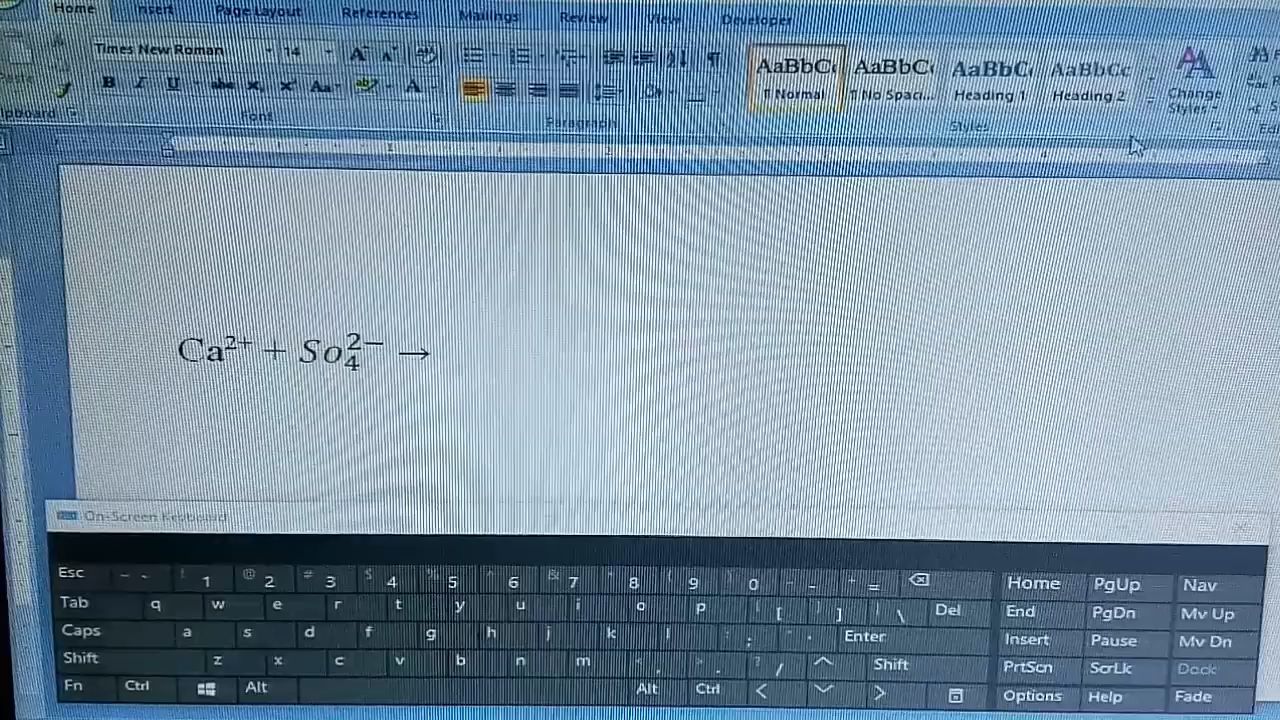 Home Insert Page Layout References Mailings Review View Developer
Times New Roman 14
B I U abc x x Aa A
Font Paragraph Styles
AaBbCc AaBbCc AaBbCc AaBbCc
¶ Normal ¶ No Spaci... Heading 1 Heading 2
Change
Styles
Ca²⁺ + So₄²⁻ →
On-Screen Keyboard
Esc 1 2 3 4 5 6 7 8 9 0 - = Home PgUp Nav
Tab q w e r t y u i o p [ ] \ Del End PgDn Mv Up
Caps a s d f g h j k l ; ' Enter Insert Pause Mv Dn
Shift z x c v b n m , . / Shift PrtScn ScrLk Dock
Fn Ctrl Alt Alt Ctrl Options Help Fade